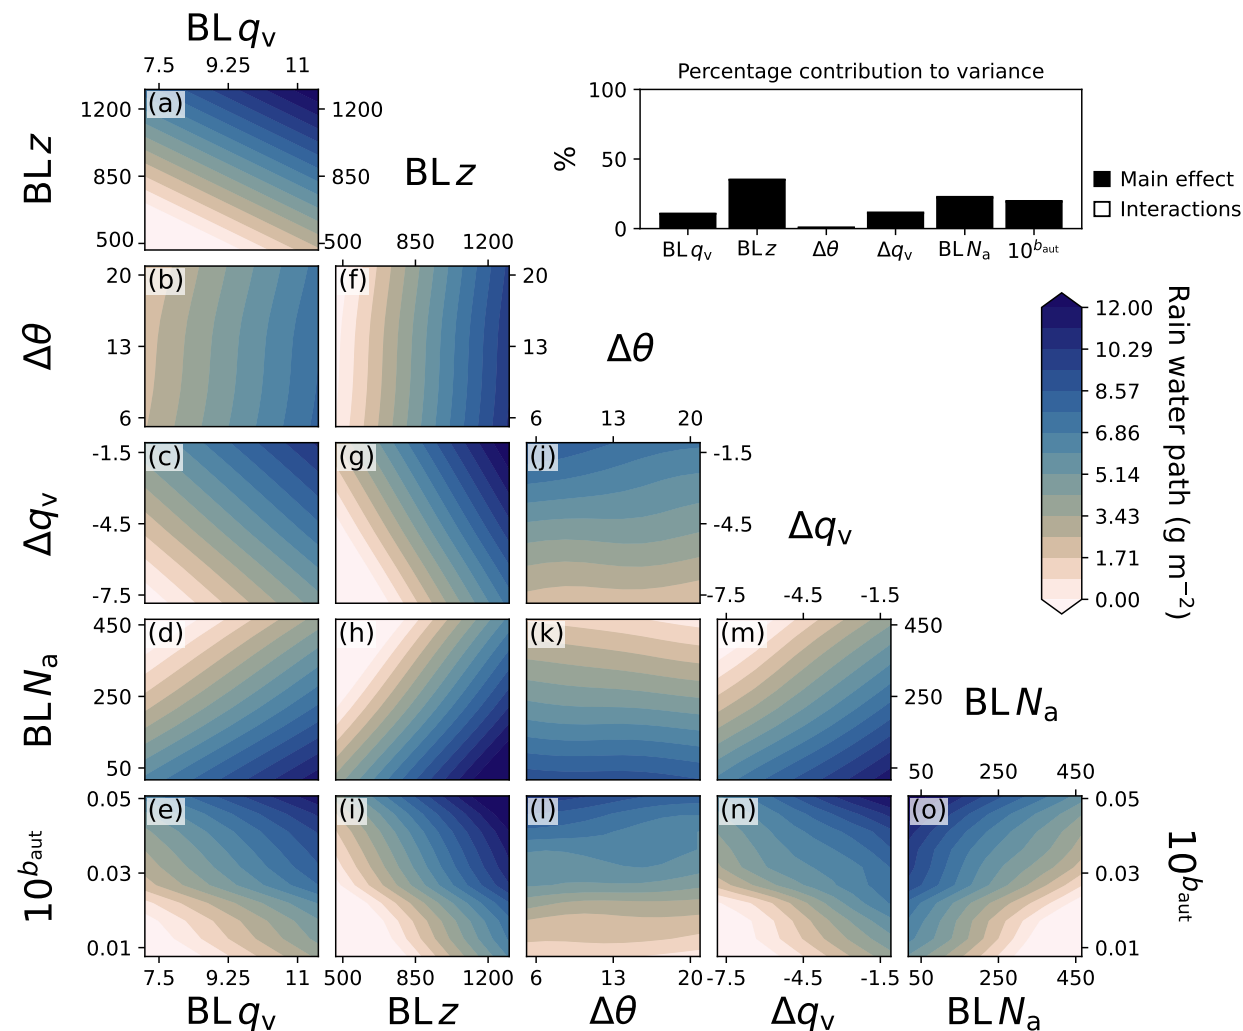 BL qv
7.5 9.25 11
Percentage contribution to variance
100
50
0
%
BL qv BL z Δθ Δqv BL Na 10^baut
Main effect
Interactions
BL z
1200
850
500
(a)
1200
850
BL z
500 850 1200
Δθ
20
13
6
(b)
(f)
20
13
6
Δθ
6 13 20
12.00
10.29
8.57
6.86
5.14
3.43
1.71
0.00
Rain water path (g m−2)
Δqv
-1.5
-4.5
-7.5
(c)
(g)
(j)
-1.5
-4.5
Δqv
-7.5 -4.5 -1.5
BL Na
450
250
50
(d)
(h)
(k)
(m)
450
250
BL Na
50 250 450
10^baut
0.05
0.03
0.01
(e)
(i)
(l)
(n)
(o)
0.05
0.03
0.01
10^baut
7.5 9.25 11
500 850 1200
6 13 20
-7.5 -4.5 -1.5
50 250 450
BL qv BL z Δθ Δqv BL Na